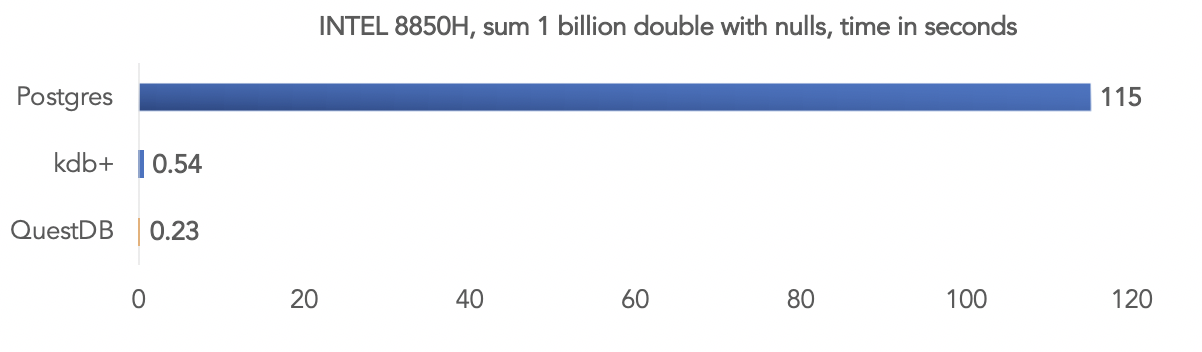 INTEL 8850H, sum 1 billion double with nulls, time in seconds
Postgres 115
kdb+ 0.54
QuestDB 0.23
0 20 40 60 80 100 120